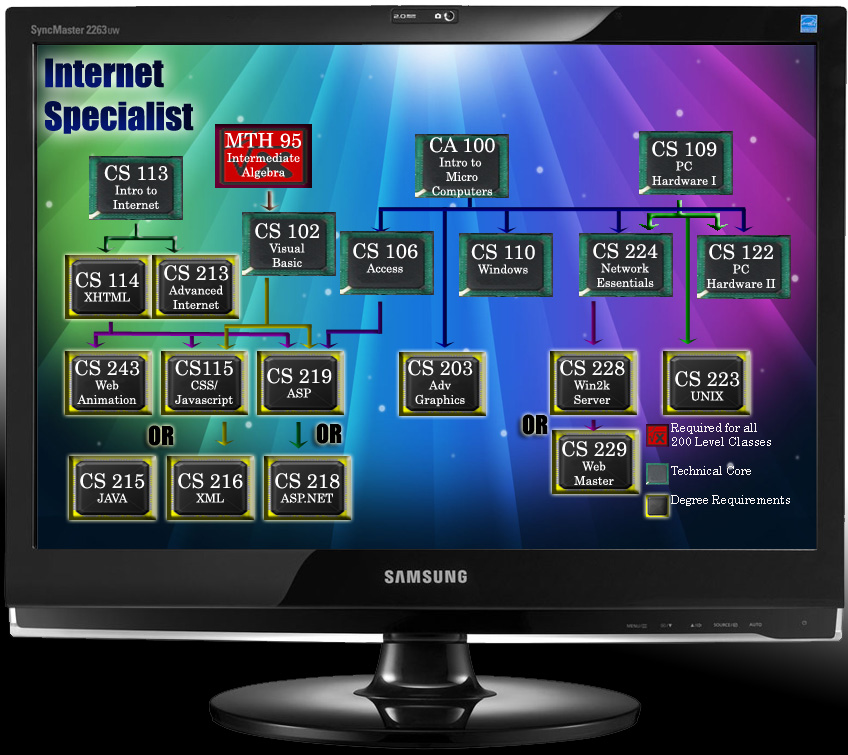 SyncMaster 2263UW
2.0
Internet
Specialist
MTH 95
Intermediate
Algebra
CA 100
Intro to
Micro
Computers
CS 109
PC
Hardware I
CS 113
Intro to
Internet
CS 102
Visual
Basic
CS 106
Access
CS 110
Windows
CS 224
Network
Essentials
CS 122
PC
Hardware II
CS 114
XHTML
CS 213
Advanced
Internet
CS 243
Web
Animation
CS115
CSS/
Javascript
CS 219
ASP
CS 203
Adv
Graphics
CS 228
Win2k
Server
CS 223
UNIX
OR
OR
OR
Required for all
200 Level Classes
CS 229
Web
Master
Technical Core
Degree Requirements
CS 215
JAVA
CS 216
XML
CS 218
ASP.NET
SAMSUNG
AUTO